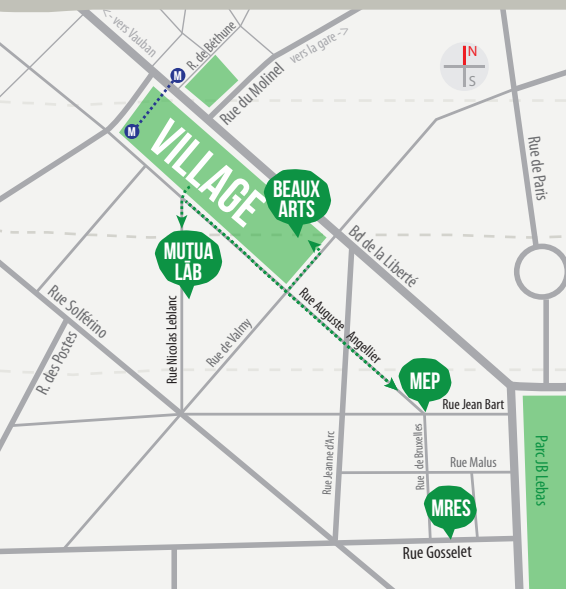 <- vers Vauban
R. de Béthune
vers la gare ->
N
S
M
Rue du Molinel
M
VILLAGE
Rue de Paris
BEAUX
ARTS
MUTUA
LĀB
Bd de la Liberté
Rue Solférino
Rue Nicolas Leblanc
Rue de Valmy
Rue Auguste Angellier
R. des Postes
MEP
Rue Jean Bart
Rue Jeanne d'Arc
Rue de Bruxelles
Rue Malus
Parc JB Lebas
MRES
Rue Gosselet